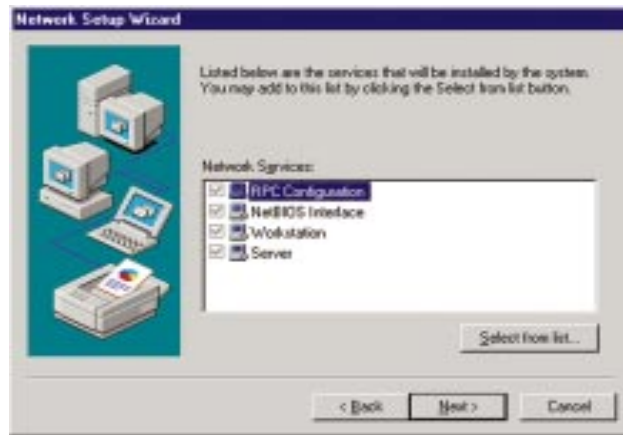 Network Setup Wizard
Listed below are the services that will be installed by the system.
You may add to this list by clicking the Select from list button.
Network Services:
RPC Configuration
NetBIOS Interface
Workstation
Server
Select from list...
< Back
Next >
Cancel